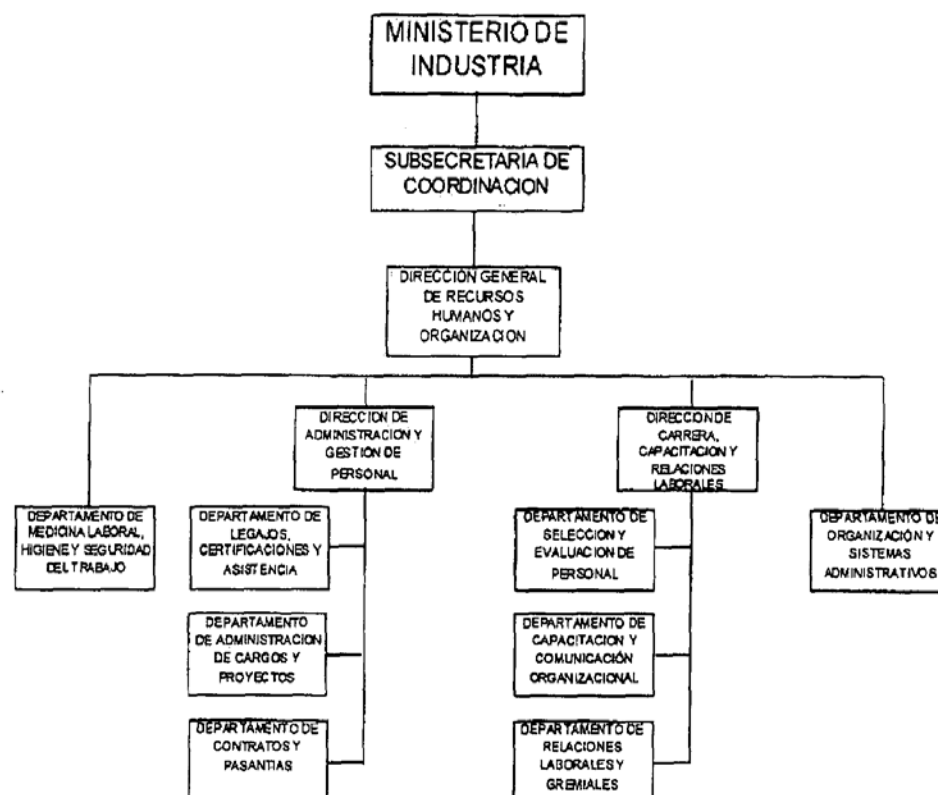 MINISTERIO DE
INDUSTRIA
SUBSECRETARIA DE
COORDINACION
DIRECCIÓN GENERAL
DE RECURSOS
HUMANOS Y
ORGANIZACION
DIRECCION DE
ADMINISTRACIÓN Y
GESTION DE
PERSONAL
DIRECCION DE
CARRERA,
CAPACITACION Y
RELACIONES
LABORALES
DEPARTAMENTO DE
MEDICINA LABORAL,
HIGIENE Y SEGURIDAD
DEL TRABAJO
DEPARTAMENTO DE
LEGAJOS,
CERTIFICACIONES Y
ASISTENCIA
DEPARTAMENTO DE
SELECCION Y
EVALUACION DE
PERSONAL
DEPARTAMENTO DE
ORGANIZACIÓN Y
SISTEMAS
ADMINISTRATIVOS
DEPARTAMENTO
DE ADMINISTRACION
DE CARGOS Y
PROYECTOS
DEPARTAMENTO DE
CAPACITACION Y
COMUNICACIÓN
ORGANIZACIONAL
DEPARTAMENTO DE
CONTRATOS Y
PASANTIAS
DEPARTAMENTO DE
RELACIONES
LABORALES Y
GREMIALES